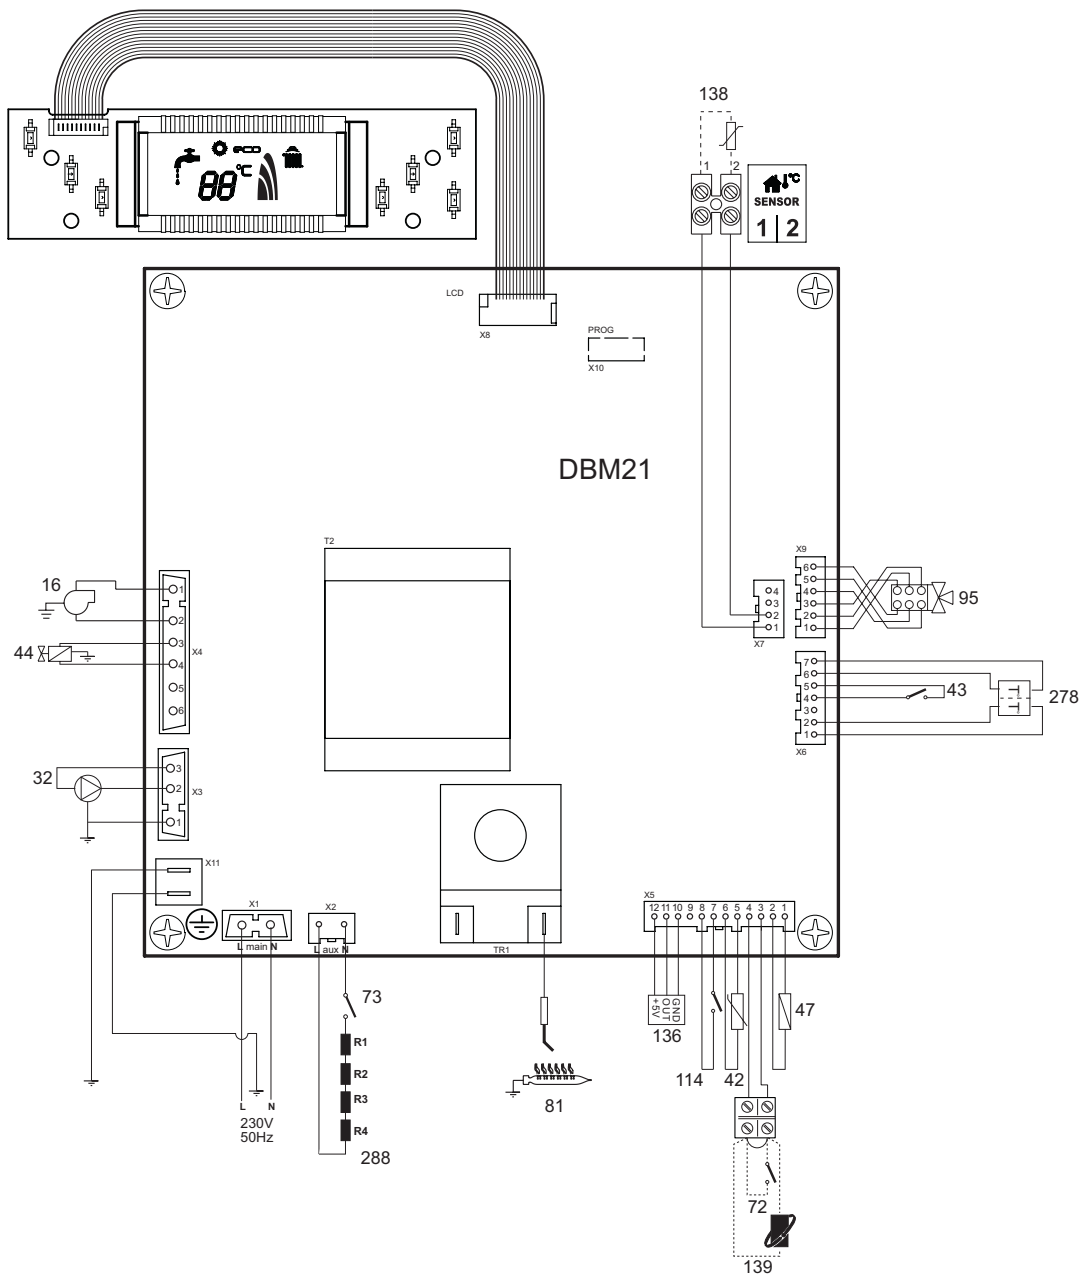 138
eco
88 °C
1 2
°C
SENSOR
1 2
LCD
X8
PROG
X10
DBM21
T2
X9
6
5
4
3
2
1
95
4
3
2
1
X7
16
44
1
2
3
4
5
6
X4
7
6
5
4
3
2
1
X6
43
278
32
3
2
1
X3
X11
X1
L main N
X2
L aux N
TR1
X5
12 11 10 9 8 7 6 5 4 3 2 1
73
R1
R2
R3
R4
288
+5V
OUT
GND
136
114
42
47
81
L N
230V
50Hz
72
139